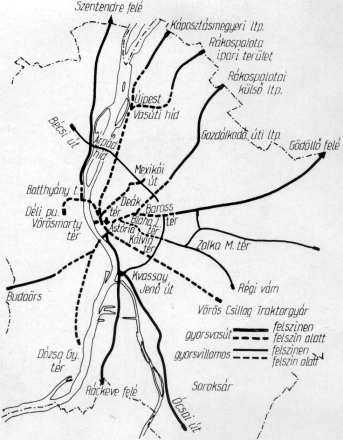 Szentendre felé
Káposztásmegyeri ltp.
Rákospalota
ipari terület
Rákospalotai
külső ltp.
Újpest
Vasúti híd
Gazdálkodó úti ltp.
Gödöllő felé
Bécsi út
Árpád
híd
Mexikói
út
Batthyány t.
Deák
tér
Baross
tér
Déli pu.
Vörösmarty
tér
Blaha L.
tér
Astoria
Kálvin
tér
Zalka M. tér
Kvassay
Jenő út
Régi vám
Budaörs
Vörös Csillag Traktorgyár
gyorsvasút
felszínen
felszín alatt
gyorsvillamos
felszínen
felszín alatt
Dózsa Gy.
tér
Ráckeve felé
Soroksár
Ócsai út